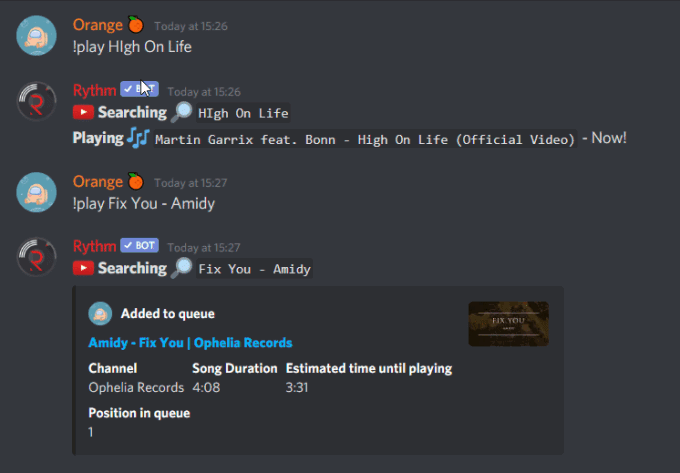 Orange 🍊 Today at 15:26
!play HIgh On Life
Rythm ✓ BOT Today at 15:26
Searching 🔎 HIgh On Life
Playing 🎶 Martin Garrix feat. Bonn - High On Life (Official Video) - Now!
Orange 🍊 Today at 15:27
!play Fix You - Amidy
Rythm ✓ BOT Today at 15:27
Searching 🔎 Fix You - Amidy
Added to queue
FIX YOU
Amidy - Fix You | Ophelia Records
Channel Song Duration Estimated time until playing
Ophelia Records 4:08 3:31
Position in queue
1